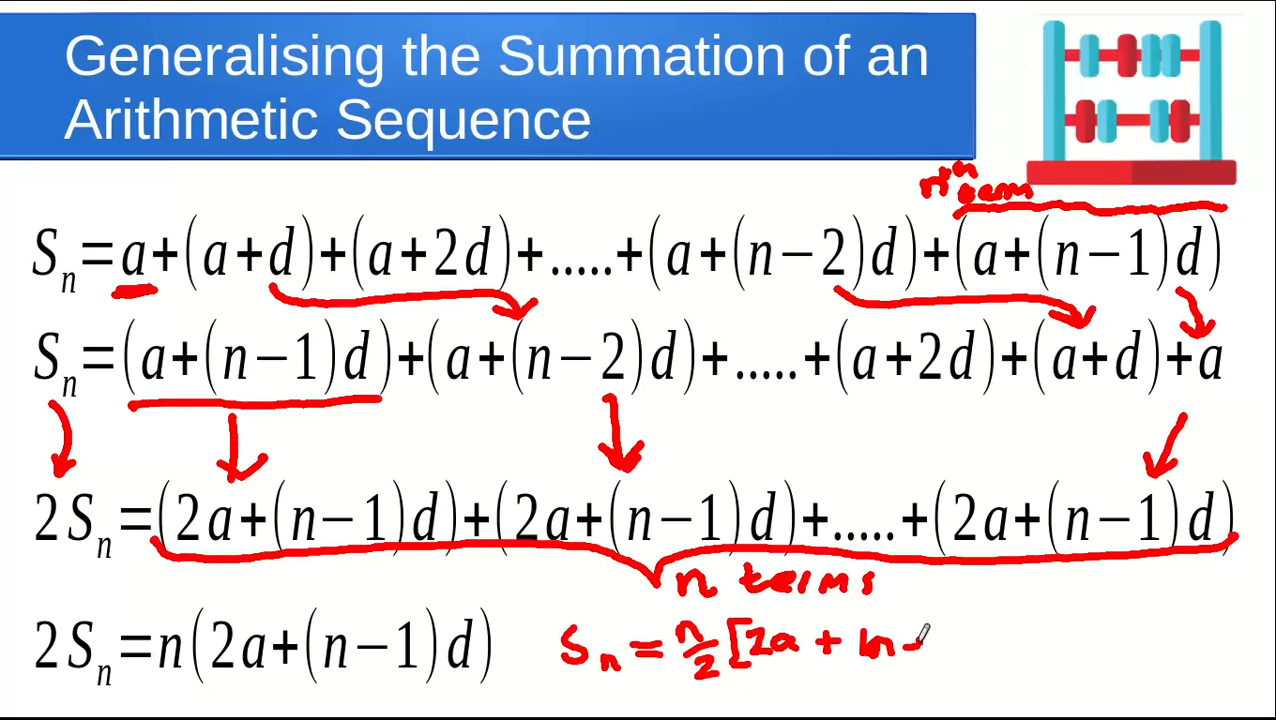 Generalising the Summation of an
Arithmetic Sequence
nth term
Sₙ=a+(a+d)+(a+2d)+.....+(a+(n−2)d)+(a+(n−1)d)
Sₙ=(a+(n−1)d)+(a+(n−2)d)+.....+(a+2d)+(a+d)+a
2Sₙ=(2a+(n−1)d)+(2a+(n−1)d)+.....+(2a+(n−1)d)
n terms
2Sₙ=n(2a+(n−1)d)
Sₙ = n/2 [2a + (n -